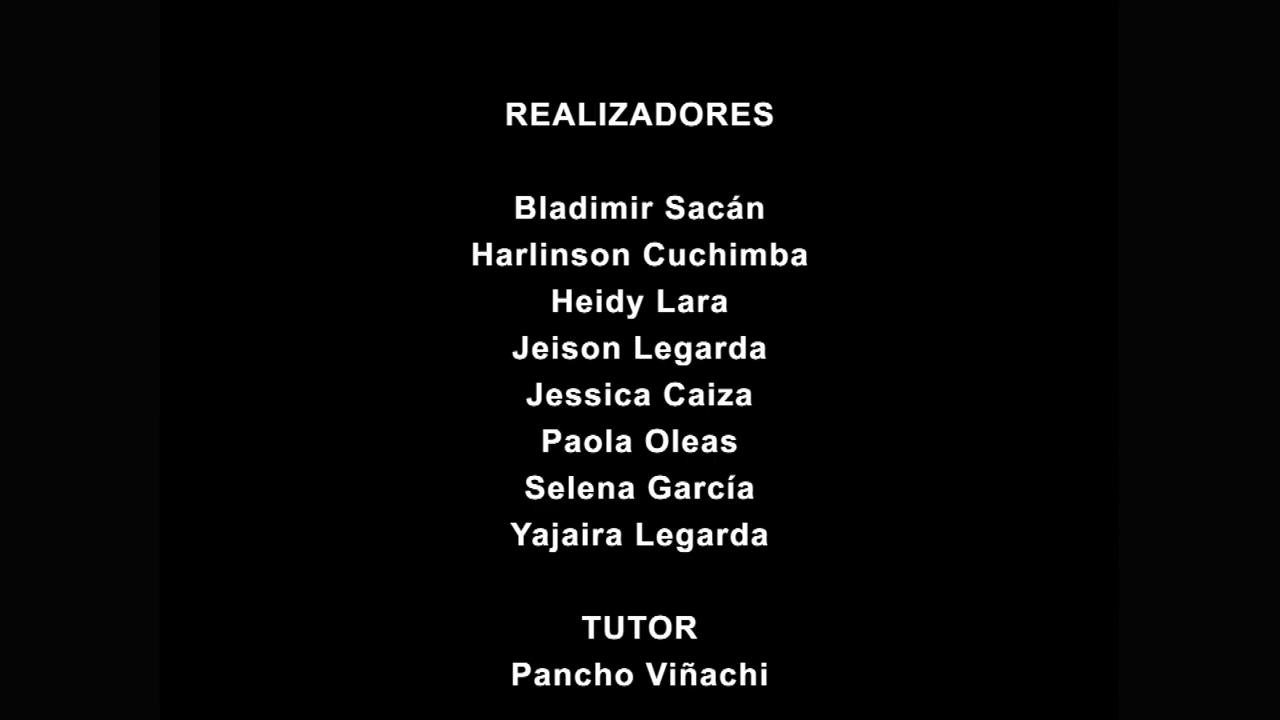 REALIZADORES
Bladimir Sacán
Harlinson Cuchimba
Heidy Lara
Jeison Legarda
Jessica Caiza
Paola Oleas
Selena García
Yajaira Legarda
TUTOR
Pancho Viñachi